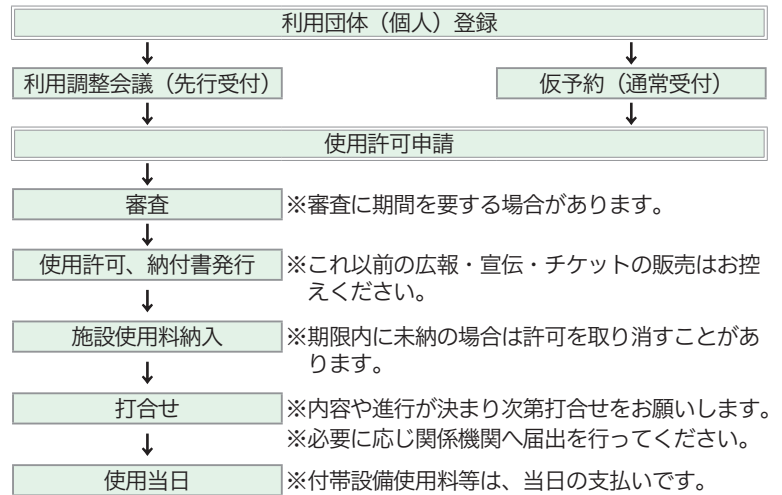 利用団体（個人）登録
利用調整会議（先行受付）
仮予約（通常受付）
使用許可申請
審査
※審査に期間を要する場合があります。
使用許可、納付書発行
※これ以前の広報・宣伝・チケットの販売はお控
えください。
施設使用料納入
※期限内に未納の場合は許可を取り消すことがあ
ります。
打合せ
※内容や進行が決まり次第打合せをお願いします。
※必要に応じ関係機関へ届出を行ってください。
使用当日
※付帯設備使用料等は、当日の支払いです。